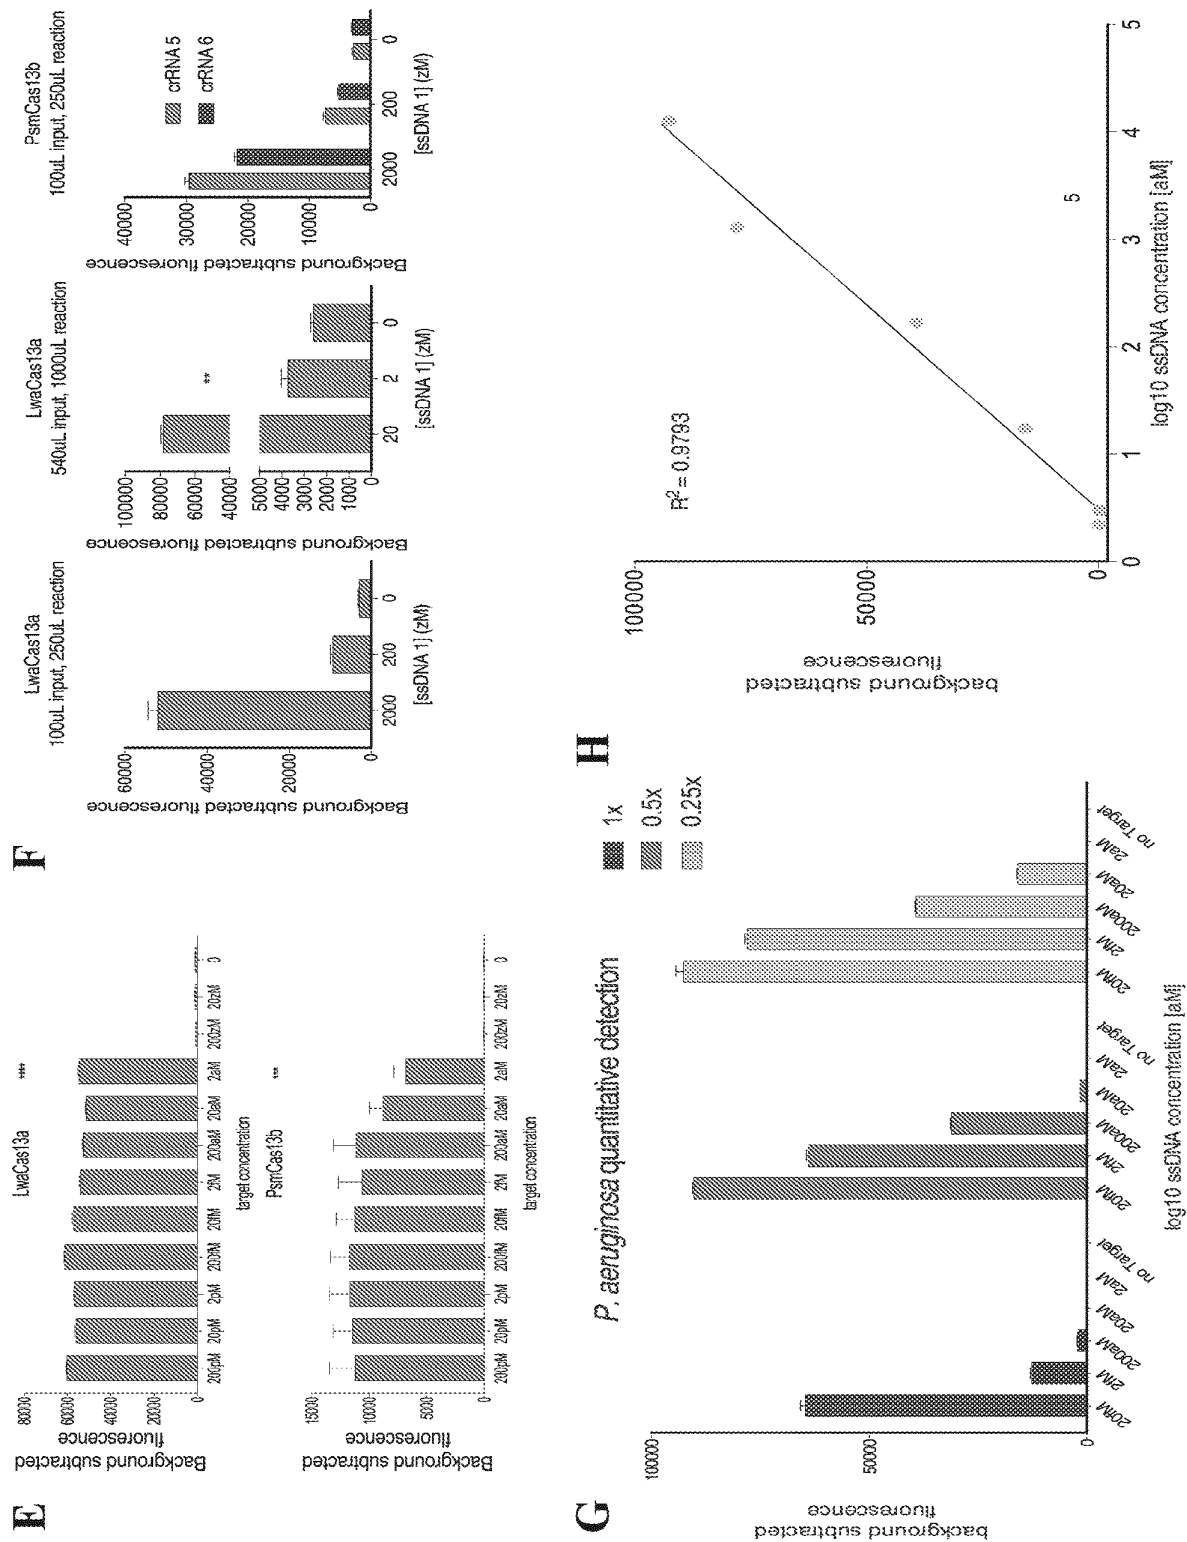 E
LwaCas13a
****
Background subtracted
fluorescence
80000
60000
40000
20000
0
200pM
20pM
2pM
200fM
20fM
2fM
200aM
20aM
2aM
200zM
20zM
0
target concentration
PsmCas13b
***
Background subtracted
fluorescence
15000
10000
5000
0
200pM
20pM
2pM
200fM
20fM
2fM
200aM
20aM
2aM
200zM
20zM
0
target concentration
F
LwaCas13a
100uL input, 250uL reaction
Background subtracted fluorescence
60000
40000
20000
0
2000
200
0
[ssDNA 1] (zM)
LwaCas13a
540uL input, 1000uL reaction
**
Background subtracted fluorescence
100000
80000
60000
40000
5000
4000
3000
2000
1000
0
20
2
0
[ssDNA 1] (zM)
PsmCas13b
100uL input, 250uL reaction
crRNA 5
crRNA 6
Background subtracted fluorescence
40000
30000
20000
10000
0
2000
200
0
[ssDNA 1] (zM)
G
P. aeruginosa quantitative detection
1x
0.5x
0.25x
background subtracted
fluorescence
100000
50000
0
20fM
2fM
200aM
20aM
2aM
no Target
20fM
2fM
200aM
20aM
2aM
no Target
20fM
2fM
200aM
20aM
2aM
no Target
log10 ssDNA concentration [aM]
H
R2 = 0.9793
background subtracted
fluorescence
100000
50000
0
0
1
2
3
4
5
5
log10 ssDNA concentration [aM]